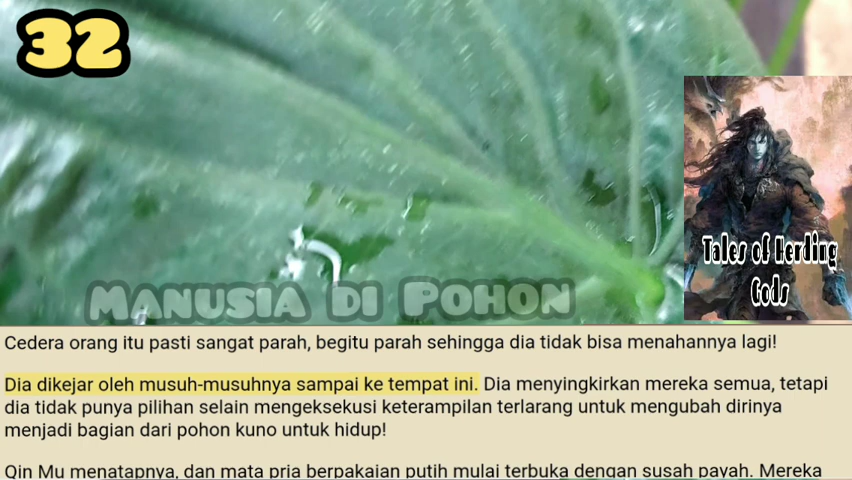 32
Tales of Herding
Gods
MANUSIA DI POHON
Cedera orang itu pasti sangat parah, begitu parah sehingga dia tidak bisa menahannya lagi!
Dia dikejar oleh musuh-musuhnya sampai ke tempat ini. Dia menyingkirkan mereka semua, tetapi
dia tidak punya pilihan selain mengeksekusi keterampilan terlarang untuk mengubah dirinya
menjadi bagian dari pohon kuno untuk hidup!
Qin Mu menatapnya, dan mata pria berpakaian putih mulai terbuka dengan susah payah. Mereka